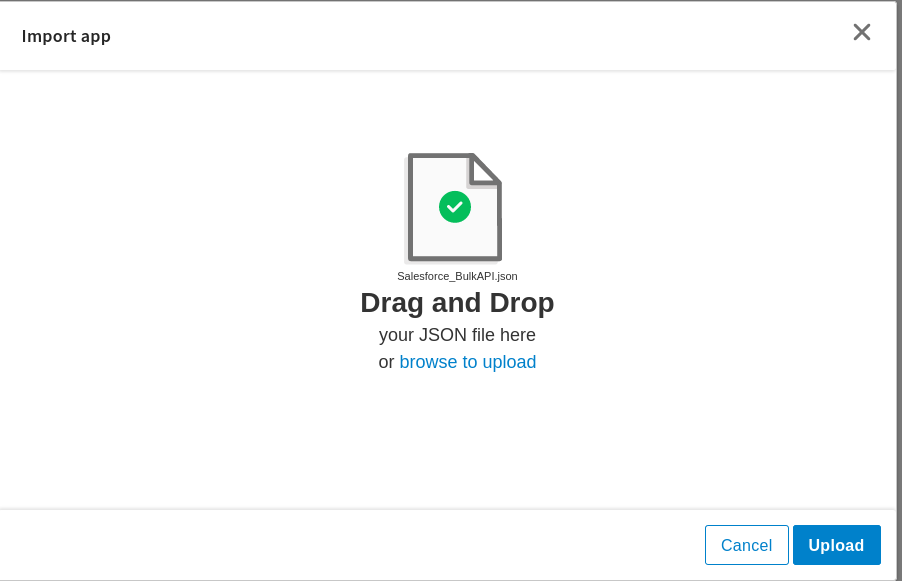 Import app
Salesforce_BulkAPI.json
Drag and Drop
your JSON file here
or browse to upload
Cancel
Upload